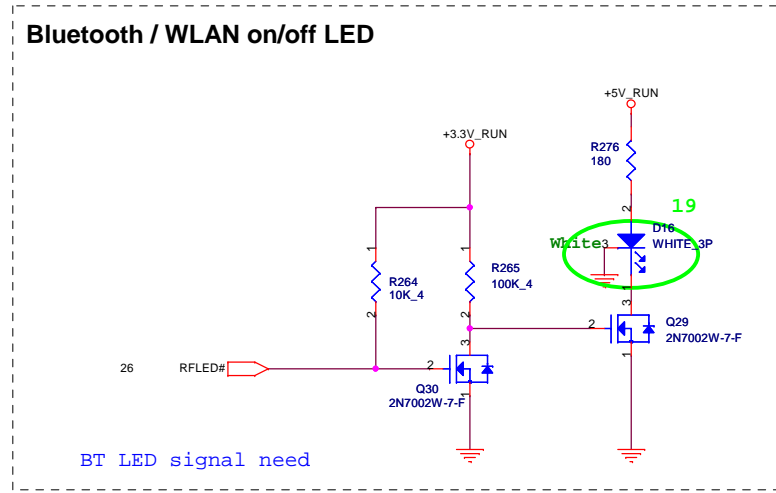 Bluetooth / WLAN on/off LED
+5V_RUN
+3.3V_RUN
R276
180
19
2
D16
White
3
WHITE_3P
1
1
R264
10K_4
R265
100K_4
2
2
1
3
3
2
Q29
2N7002W-7-F
1
26
RFLED#
2
Q30
2N7002W-7-F
1
BT LED signal need